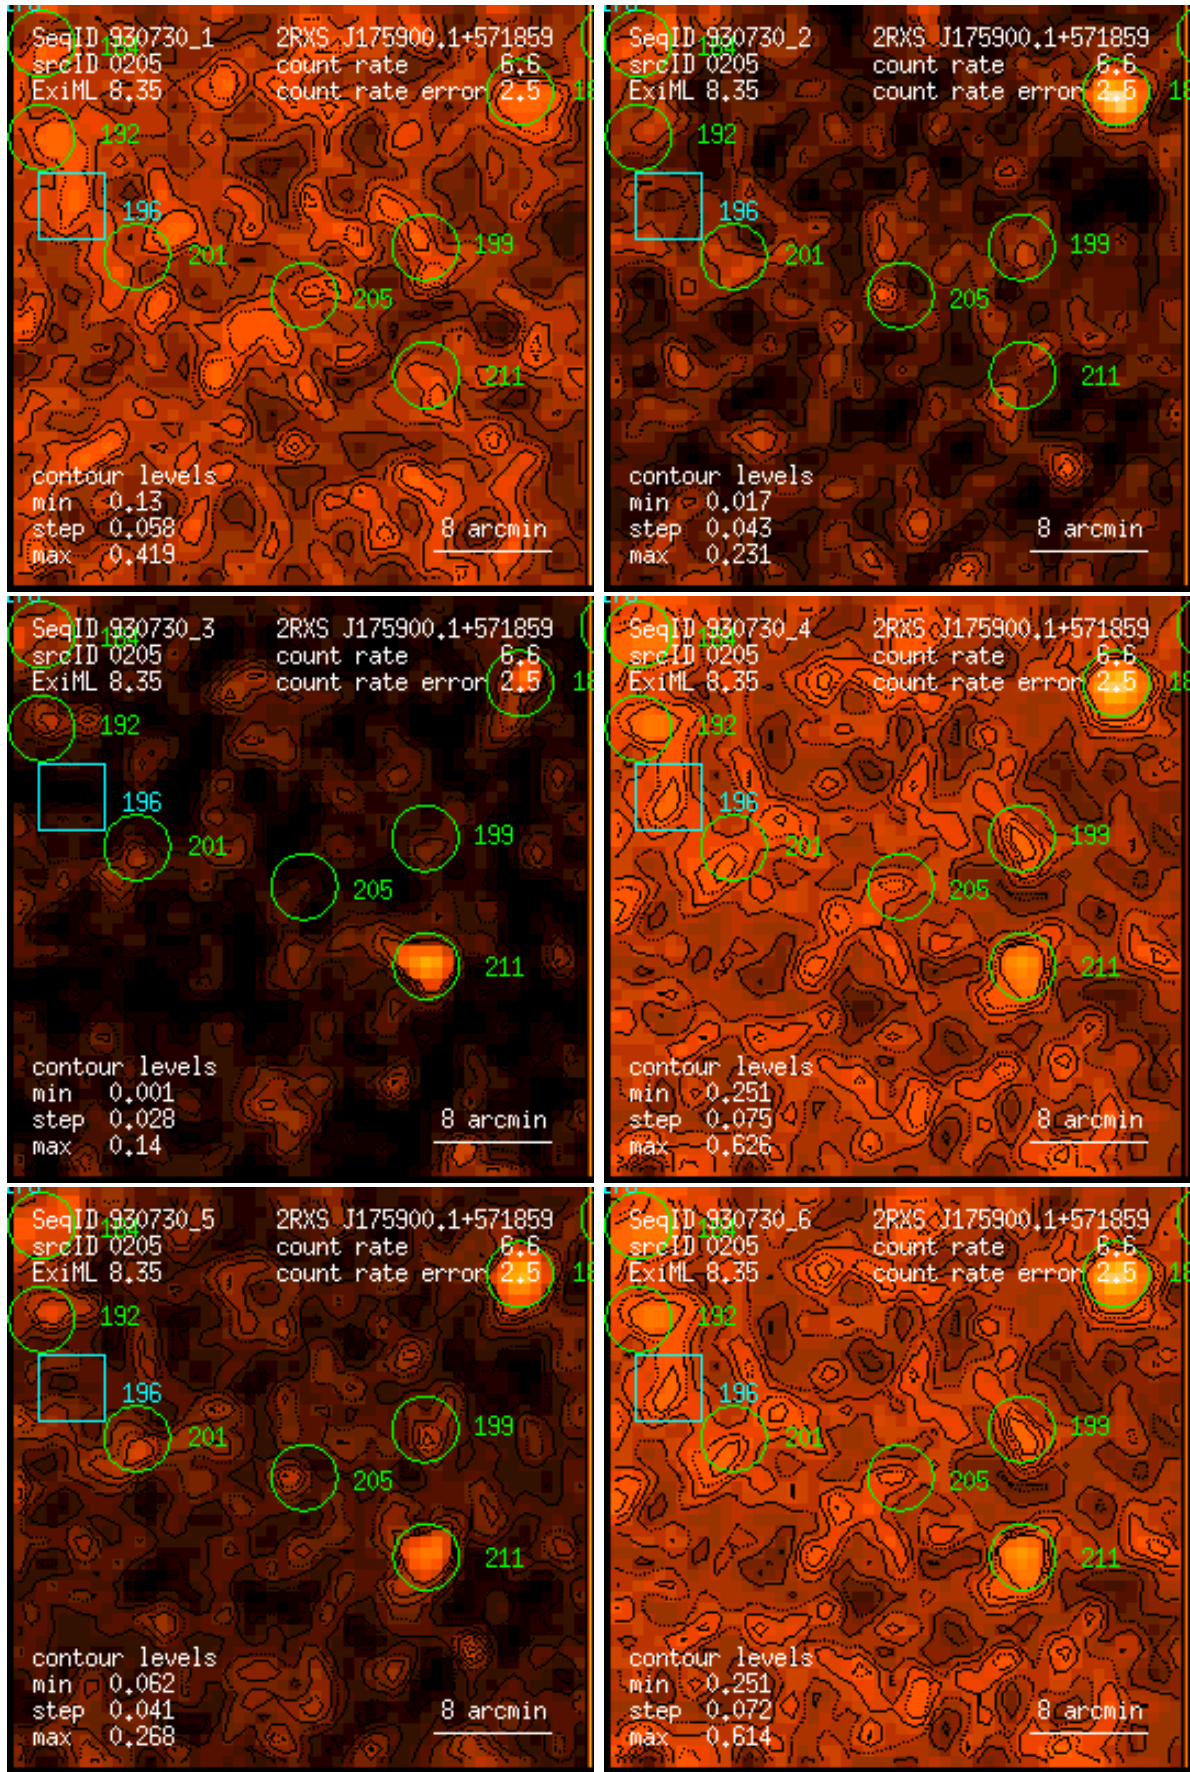 SeqID 930730_1 2RXS J175900.1+571859
srcID 0205 count rate 6.6
ExiML 8.35 count rate error 2.5
192
196
201
199
205
211
contour levels
min 0.13
step 0.058
max 0.419
8 arcmin
SeqID 930730_2 2RXS J175900.1+571859
srcID 0205 count rate 6.6
ExiML 8.35 count rate error 2.5
192
196
201
199
205
211
contour levels
min 0.017
step 0.043
max 0.231
8 arcmin
SeqID 930730_3 2RXS J175900.1+571859
srcID 0205 count rate 6.6
ExiML 8.35 count rate error 2.5
192
196
201
199
205
211
contour levels
min 0.001
step 0.028
max 0.14
8 arcmin
SeqID 930730_4 2RXS J175900.1+571859
srcID 0205 count rate 6.6
ExiML 8.35 count rate error 2.5
192
196
201
199
205
211
contour levels
min 0.251
step 0.075
max 0.626
8 arcmin
SeqID 930730_5 2RXS J175900.1+571859
srcID 0205 count rate 6.6
ExiML 8.35 count rate error 2.5
192
196
201
199
205
211
contour levels
min 0.062
step 0.041
max 0.268
8 arcmin
SeqID 930730_6 2RXS J175900.1+571859
srcID 0205 count rate 6.6
ExiML 8.35 count rate error 2.5
192
196
201
199
205
211
contour levels
min 0.251
step 0.072
max 0.614
8 arcmin